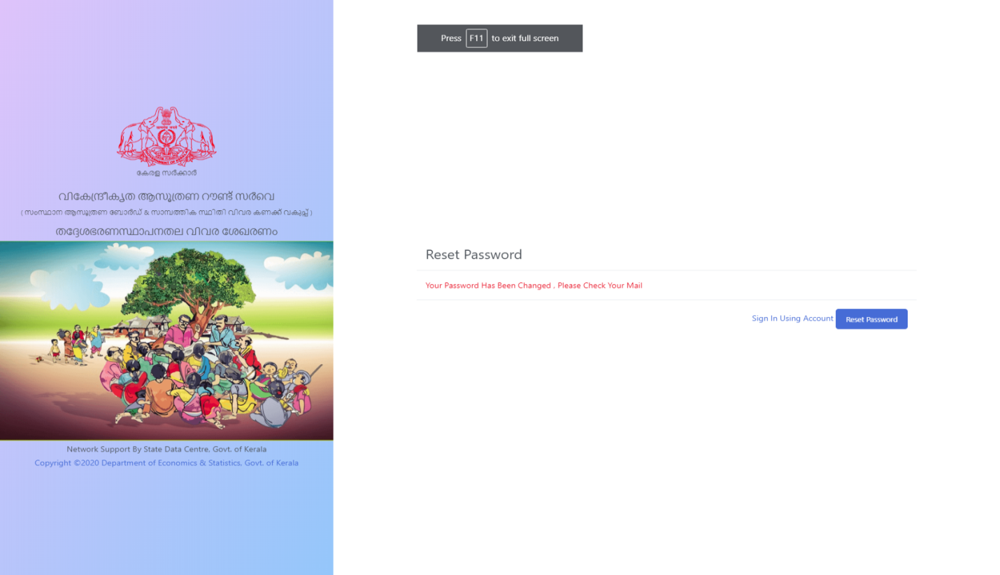 Press F11 to exit full screen
കേരള സർക്കാർ
വികേന്ദ്രീകൃത ആസൂത്രണ റൗണ്ട് സർവെ
( സംസ്ഥാന ആസൂത്രണ ബോർഡ് & സാമ്പത്തിക സ്ഥിതി വിവര കണക്ക് വകുപ്പ് )
തദ്ദേശഭരണസ്ഥാപനതല വിവര ശേഖരണം
Network Support By State Data Centre, Govt. of Kerala
Copyright ©2020 Department of Economics & Statistics, Govt. of Kerala
Reset Password
Your Password Has Been Changed , Please Check Your Mail
Sign In Using Account Reset Password